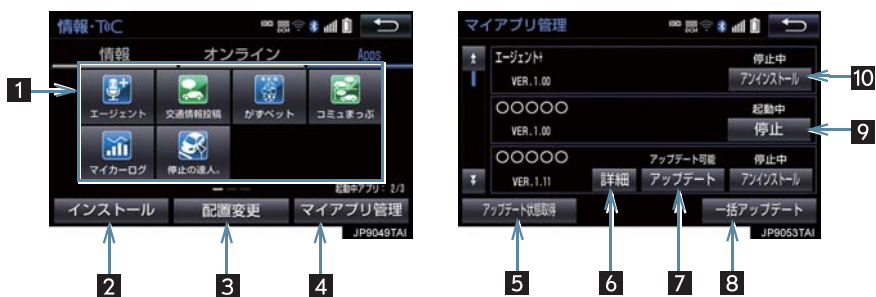 情報・TaC
情報 オンライン Apps
1
エージェント 交通情報投稿 がずペット コミュまっぷ
マイカーログ 停止の達人。
起動中アプリ: 2/3
インストール 配置変更 マイアプリ管理
JP9049TAI
2 3 4
マイアプリ管理
エージェント+ 停止中
VER.1.00 アンインストール 10
○○○○○ 起動中
VER.1.00 停止 9
○○○○○ アップデート可能 停止中
VER.1.11 詳細 アップデート アンインストール
アップデート状態取得 一括アップデート
JP9053TAI
5 6 7 8